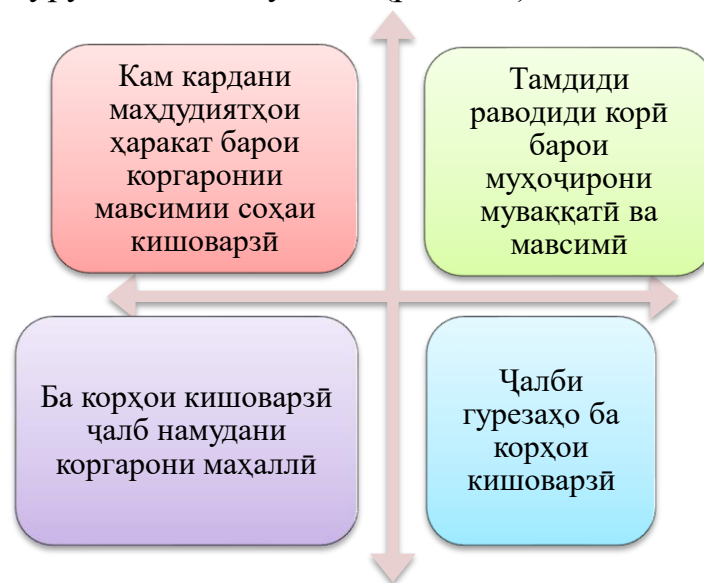 Кам кардани
маҳдудиятҳои
ҳаракат барои
коргаронии
мавсимии соҳаи
кишоварзӣ
Тамдиди
раводиди корӣ
барои
муҳоҷирони
муваққатӣ ва
мавсимӣ
Ба корҳои кишоварзӣ
ҷалб намудани
коргарони маҳаллӣ
Ҷалби
гурезаҳо ба
корҳои
кишоварзӣ